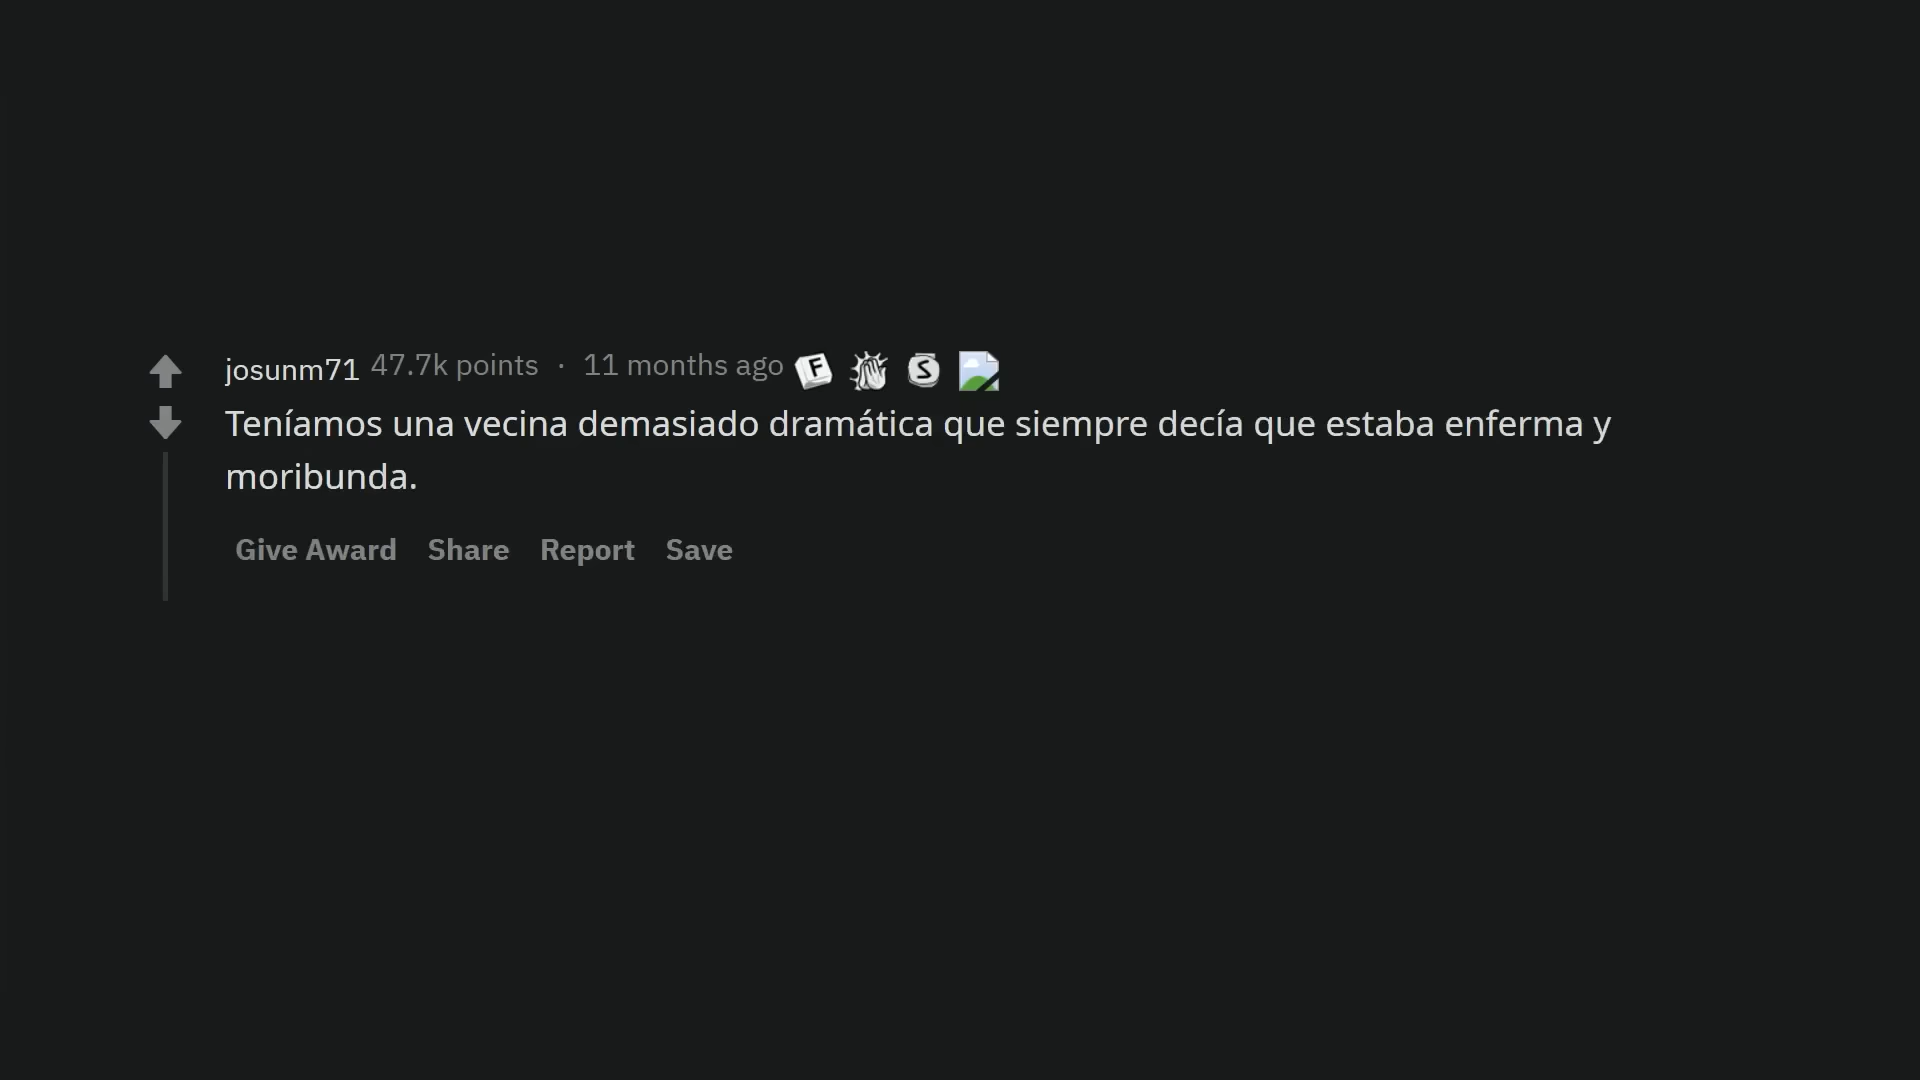 josunm71 47.7k points · 11 months ago F S
Teníamos una vecina demasiado dramática que siempre decía que estaba enferma y
moribunda.
Give Award Share Report Save